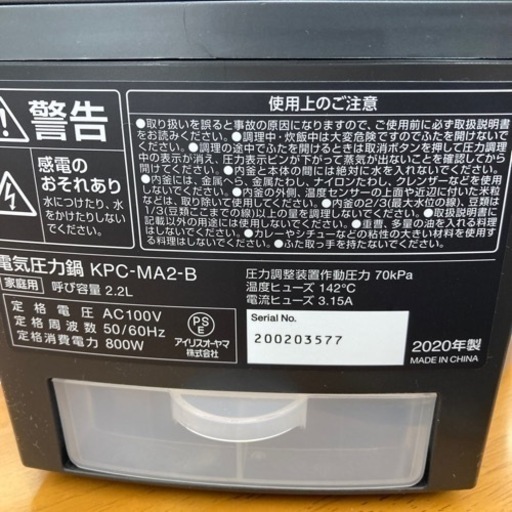 警告
感電の
おそれあり
水につけたり、水
をかけたりしない
でください。
使用上のご注意
●取り扱いを誤ると事故の原因になりますので、ご使用前に必ず取扱説明書
をお読みください。●調理中・炊飯中は大変危険ですのでふたを開けないで
ください。●調理の途中でふたを開けるときは取消ボタンを押して圧力調理
中の表示が消え、圧力表示ピンが下がって蒸気が出ないことを確認してから
開けてください。●内釜と本体の間には絶対に水を入れないでください。
●内釜には、金属へら、金属たわし、ナイロンたわし、クレンザーなどを使用
しないでください。●内釜の外側、温度センサーの上面や近辺に付いた米粒
などは取り除いてください。●内釜の2/3(最大水位の線)、豆類は
1/3(豆類はここまでの線)以上の量を調理しないでください。●取扱説明書に記
載以外の用途には使用しないでください。●重曹、多量の油を入れる料理
やカレーやシチューなどの粘性の大きい材料を使用する料理
に使用しないでください。●ふた取っ手を持たないでください。
電気圧力鍋 KPC-MA2-B
家庭用 呼び容量 2.2L
定格電圧 AC100V
定格周波数 50/60Hz
定格消費電力 800W
PS
E
アイリスオーヤマ
株式会社
圧力調整装置作動圧力 70kPa
温度ヒューズ 142℃
電流ヒューズ 3.15A
Serial No.
200203577
2020年製
MADE IN CHINA